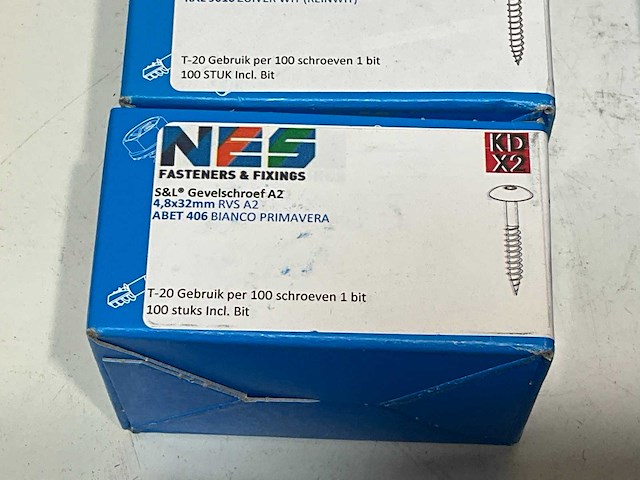 T-20 Gebruik per 100 schroeven 1 bit
100 STUK Incl. Bit
NES
FASTENERS & FIXINGS
KD
X2
S&L® Gevelschroef A2
4,8x32mm RVS A2
ABET 406 BIANCO PRIMAVERA
T-20 Gebruik per 100 schroeven 1 bit
100 stuks Incl. Bit